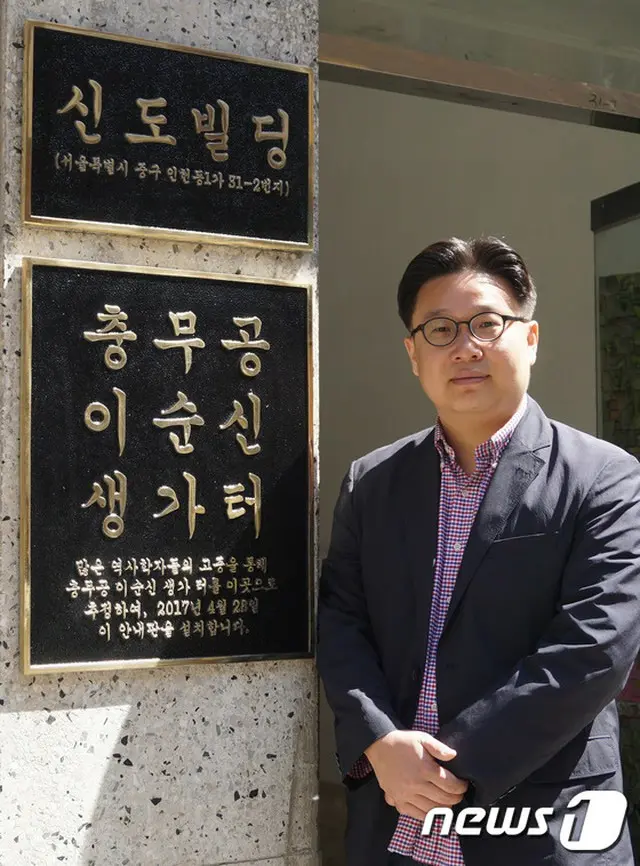 신도빌딩
(서울특별시 중구 인현동1가 31-2번지)
충무공
이순신
생가터
많은 역사학자들의 고증을 통해
충무공 이순신 생가 터를 이곳으로
추정하여, 2017년 4월 28일
이 안내판을 설치합니다.
news1